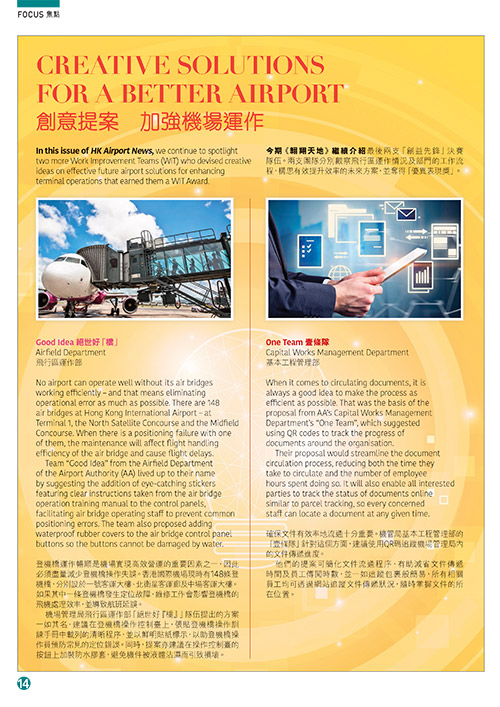 FOCUS 焦點
CREATIVE SOLUTIONS
FOR A BETTER AIRPORT
創意提案 加強機場運作
In this issue of HK Airport News, we continue to spotlight
two more Work Improvement Teams (WIT) who devised creative
ideas on effective future airport solutions for enhancing
terminal operations that earned them a WIT Award.
今期《翱翔天地》繼續介紹最後兩支「創益先鋒」決賽
隊伍。兩支團隊分別觀察飛行區運作情況及部門的工作流
程，構思有效提升效率的未來方案，並奪得「優異表現獎」。
Good Idea 絕世好「橋」
Airfield Department
飛行區運作部
No airport can operate well without its air bridges
working efficiently – and that means eliminating
operational error as much as possible. There are 148
air bridges at Hong Kong International Airport – at
Terminal 1, the North Satellite Concourse and the Midfield
Concourse. When there is a positioning failure with one
of them, the maintenance will affect flight handling
efficiency of the air bridge and cause flight delays.
Team "Good Idea" from the Airfield Department
of the Airport Authority (AA) lived up to their name
by suggesting the addition of eye-catching stickers
featuring clear instructions taken from the air bridge
operation training manual to the control panels,
facilitating air bridge operating staff to prevent common
positioning errors. The team also proposed adding
waterproof rubber covers to the air bridge control panel
buttons so the buttons cannot be damaged by water.
登機橋運作暢順是機場實現高效營運的重要因素之一，因此
必須盡量減少登機橋操作失誤。香港國際機場現時有148條登
機橋，分別設於一號客運大樓、北衛星客運廊及中場客運大樓。
如果其中一條登機橋發生定位故障，維修工作會影響登機橋的
飛機處理效率，並導致航班延誤。
機場管理局飛行區運作部「絕世好『橋』」隊伍提出的方案
一如其名，建議在登機橋操作控制臺上，張貼登機橋操作訓
練手冊中載列的清晰程序，並以鮮明貼紙標示，以助登機橋操
作員預防常見的定位錯誤。同時，提案亦建議在操作控制臺的
按鈕上加裝防水膠套，避免機件被液體沾濕而引致損壞。
One Team 壹條隊
Capital Works Management Department
基本工程管理部
When it comes to circulating documents, it is
always a good idea to make the process as
efficient as possible. That was the basis of the
proposal from AA's Capital Works Management
Department's "One Team", which suggested
using QR codes to track the progress of
documents around the organisation.
Their proposal would streamline the document
circulation process, reducing both the time they
take to circulate and the number of employee
hours spent doing so. It will also enable all interested
parties to track the status of documents online
similar to parcel tracking, so every concerned
staff can locate a document at any given time.
確保文件有效率地流通十分重要。機管局基本工程管理部的
「壹條隊」針對這個方面，建議使用QR碼追蹤機場管理局內
的文件傳遞進度。
他們的提案可簡化文件流通程序，有助減省文件傳遞
時間及員工傳閱時數，並一如追蹤包裹般簡易，所有相關
員工均可透過網站追蹤文件傳遞狀況，隨時掌握文件的所
在位置。
14